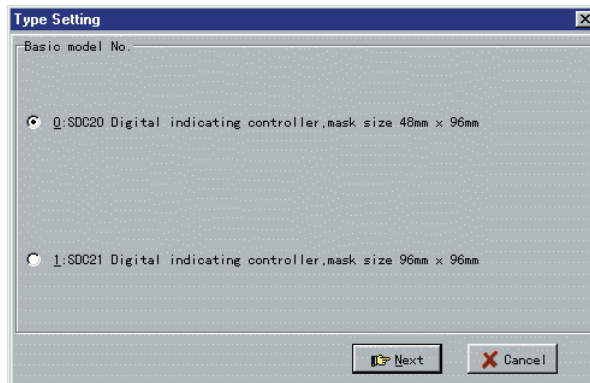 Type Setting
Basic model No.
0:SDC20 Digital indicating controller,mask size 48mm × 96mm
1:SDC21 Digital indicating controller,mask size 96mm × 96mm
Next
Cancel